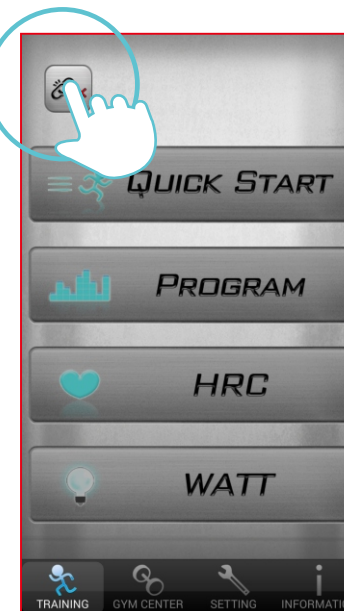 QUICK START
PROGRAM
HRC
WATT
TRAINING GYM CENTER SETTING INFORMATI